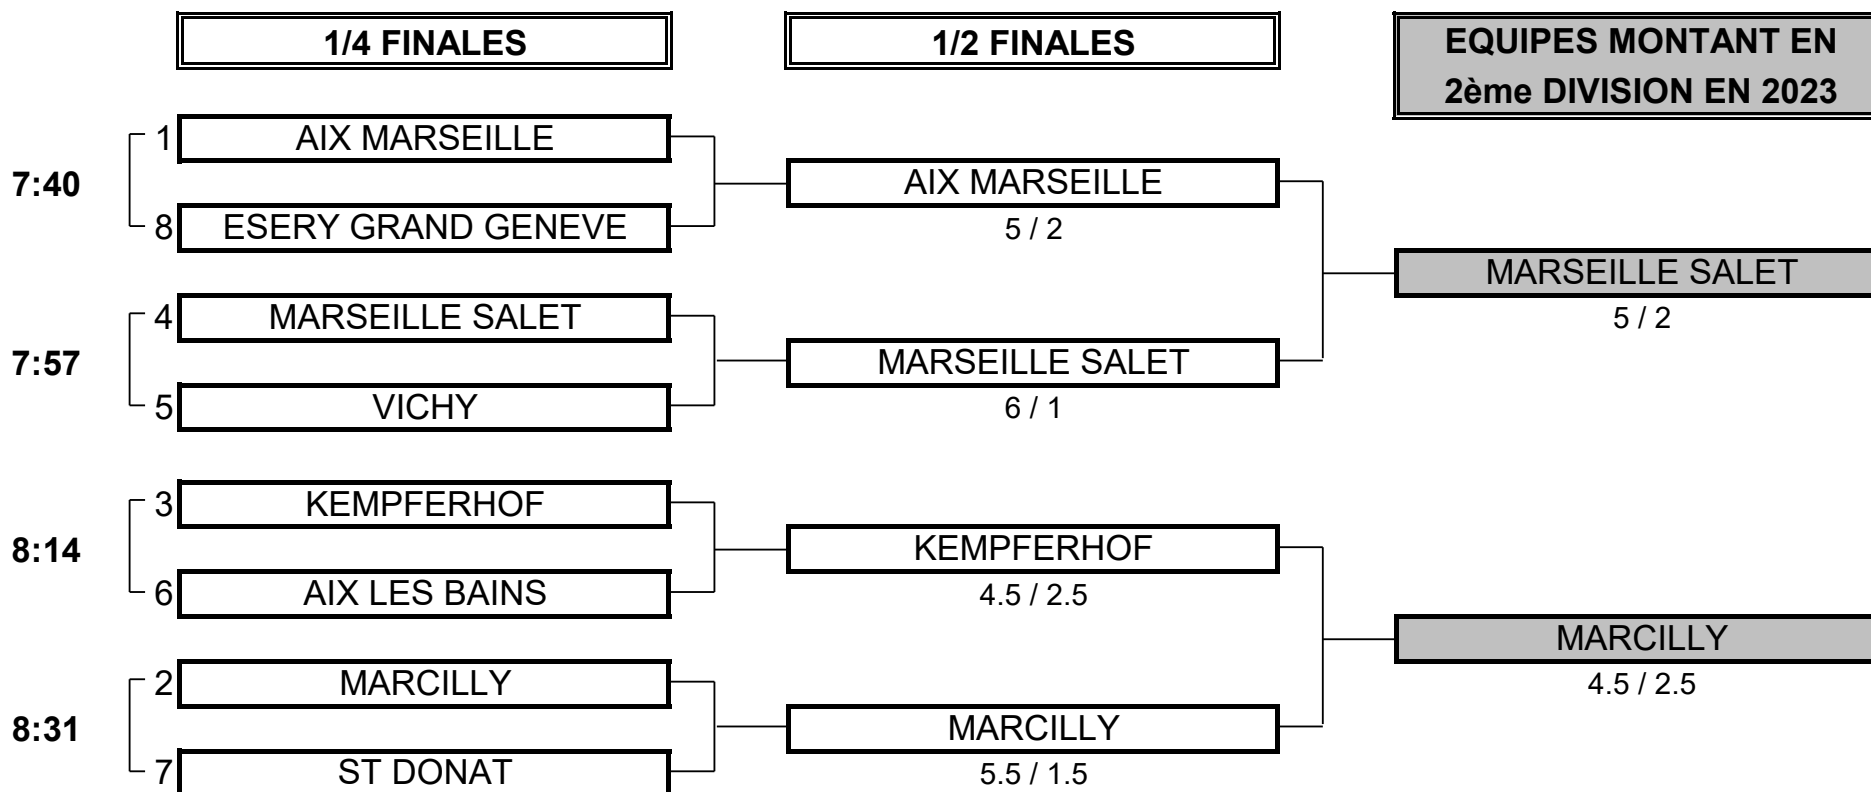 1/4 FINALES
1/2 FINALES
EQUIPES MONTANT EN
2ème DIVISION EN 2023
7:40
1 AIX MARSEILLE
8 ESERY GRAND GENEVE
AIX MARSEILLE
5 / 2
MARSEILLE SALET
5 / 2
7:57
4 MARSEILLE SALET
5 VICHY
MARSEILLE SALET
6 / 1
8:14
3 KEMPFERHOF
6 AIX LES BAINS
KEMPFERHOF
4.5 / 2.5
MARCILLY
4.5 / 2.5
8:31
2 MARCILLY
7 ST DONAT
MARCILLY
5.5 / 1.5